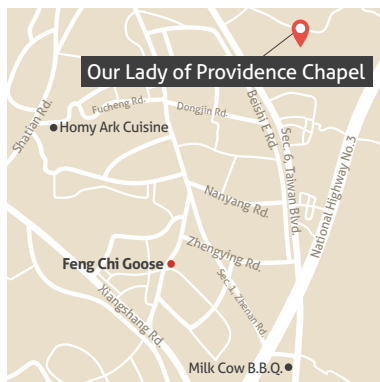 Our Lady of Providence Chapel
Shatian Rd.
Fucheng Rd.
Dongjin Rd.
Beishi E Rd.
Sec. 6, Taiwan Blvd.
National Highway No.3
Homy Ark Cuisine
Nanyang Rd.
Zhengying Rd.
Feng Chi Goose
Sec. 1, Zhenan Rd.
Xiangshang Rd.
Milk Cow B.B.Q.